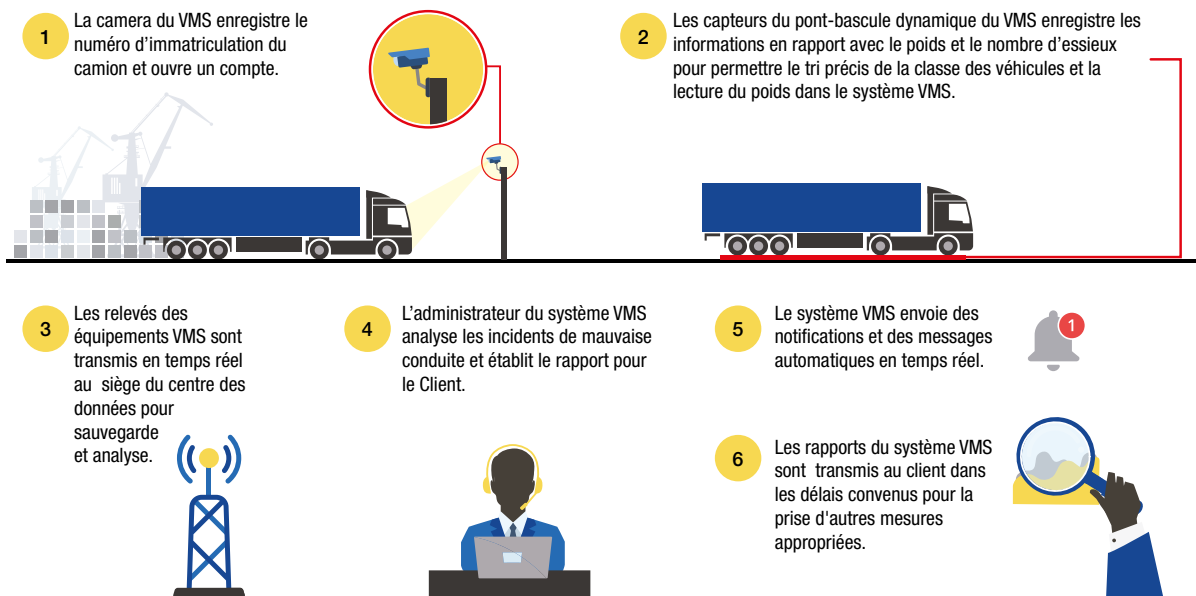 1
La camera du VMS enregistre le
numéro d'immatriculation du
camion et ouvre un compte.
2
Les capteurs du pont-bascule dynamique du VMS enregistre les
informations en rapport avec le poids et le nombre d'essieux
pour permettre le tri précis de la classe des véhicules et la
lecture du poids dans le système VMS.
3
Les relevés des
équipements VMS sont
transmis en temps réel
au siège du centre des
données pour
sauvegarde
et analyse.
4
L'administrateur du système VMS
analyse les incidents de mauvaise
conduite et établit le rapport pour
le Client.
5
Le système VMS envoie des
notifications et des messages
automatiques en temps réel.
1
6
Les rapports du système VMS
sont transmis au client dans
les délais convenus pour la
prise d'autres mesures
appropriées.